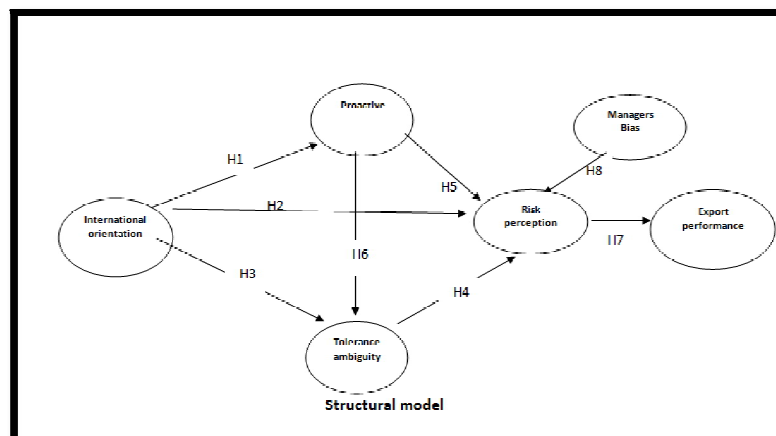 Proactive
Managers
Bias
H1
H5
H8
H2
International
orientation
Risk
perception
Export
performance
H7
H6
H3
H4
Tolerance
ambiguity
Structural model